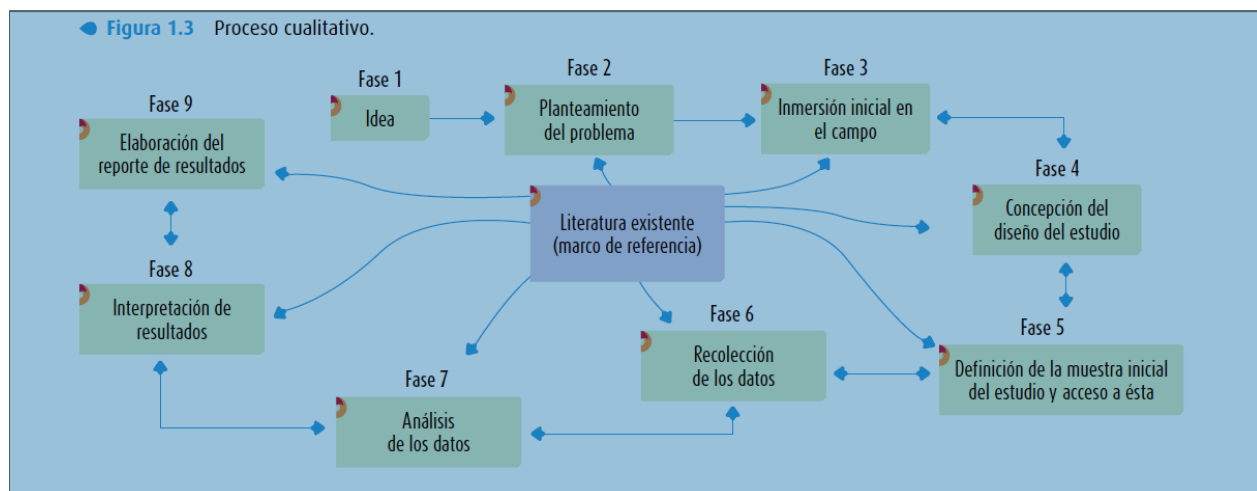 Figura 1.3 Proceso cualitativo.
Fase 1
Idea
Fase 2
Planteamiento
del problema
Fase 3
Inmersión inicial en
el campo
Fase 9
Elaboración del
reporte de resultados
Fase 4
Concepción del
diseño del estudio
Literatura existente
(marco de referencia)
Fase 8
Interpretación de
resultados
Fase 6
Recolección
de los datos
Fase 5
Definición de la muestra inicial
del estudio y acceso a ésta
Fase 7
Análisis
de los datos